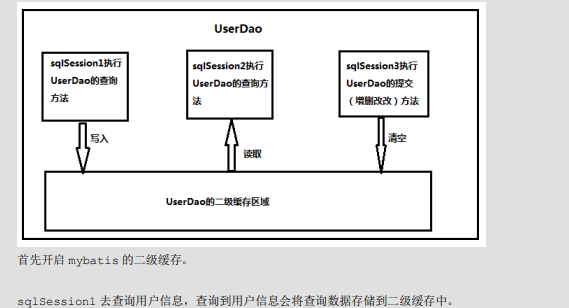 UserDao
sqlSession1执行
UserDao的查询
方法
sqlSession2执行
UserDao的查询方
法
sqlSession3执行
UserDao的提交
（增删改改）方法
写入
读取
清空
UserDao的二级缓存区域
首先开启 mybatis 的二级缓存。
sqlSession1 去查询用户信息，查询到用户信息会将查询数据存储到二级缓存中。